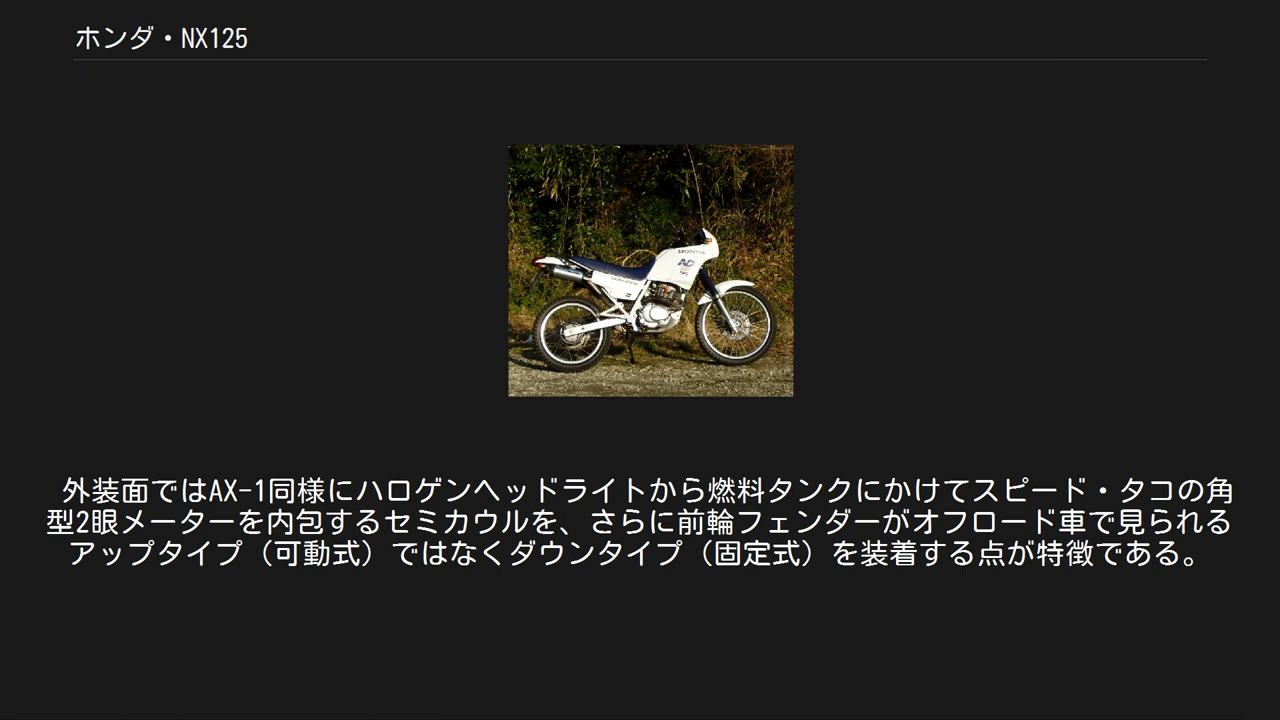 ホンダ・NX125
HONDA
外装面ではAX-1同様にハロゲンヘッドライトから燃料タンクにかけてスピード・タコの角
型2眼メーターを内包するセミカウルを、さらに前輪フェンダーがオフロード車で見られる
アップタイプ（可動式）ではなくダウンタイプ（固定式）を装着する点が特徴である。